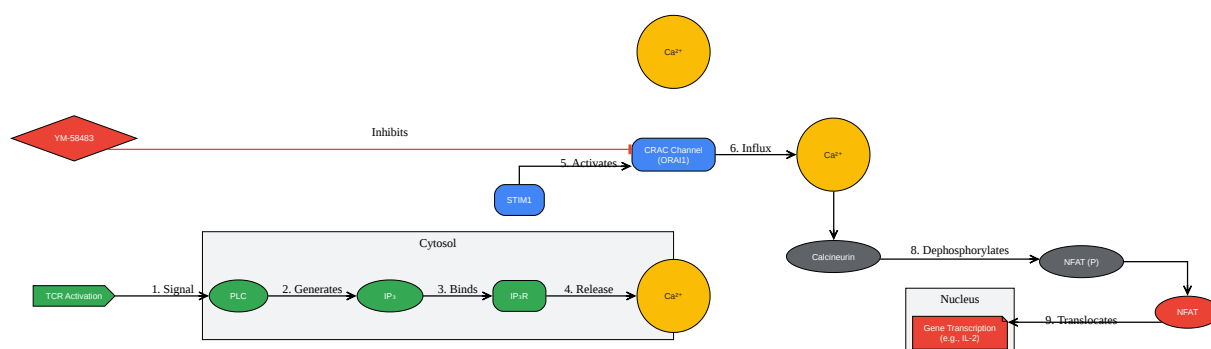 Ca²⁺
YM-58483
Inhibits
CRAC Channel
(ORAI1)
6. Influx
Ca²⁺
5. Activates
STIM1
Cytosol
Calcineurin
8. Dephosphorylates
NFAT (P)
TCR Activation
1. Signal
PLC
2. Generates
IP₃
3. Binds
IP₃R
4. Release
Ca²⁺
Nucleus
Gene Transcription
(e.g., IL-2)
9. Translocates
NFAT